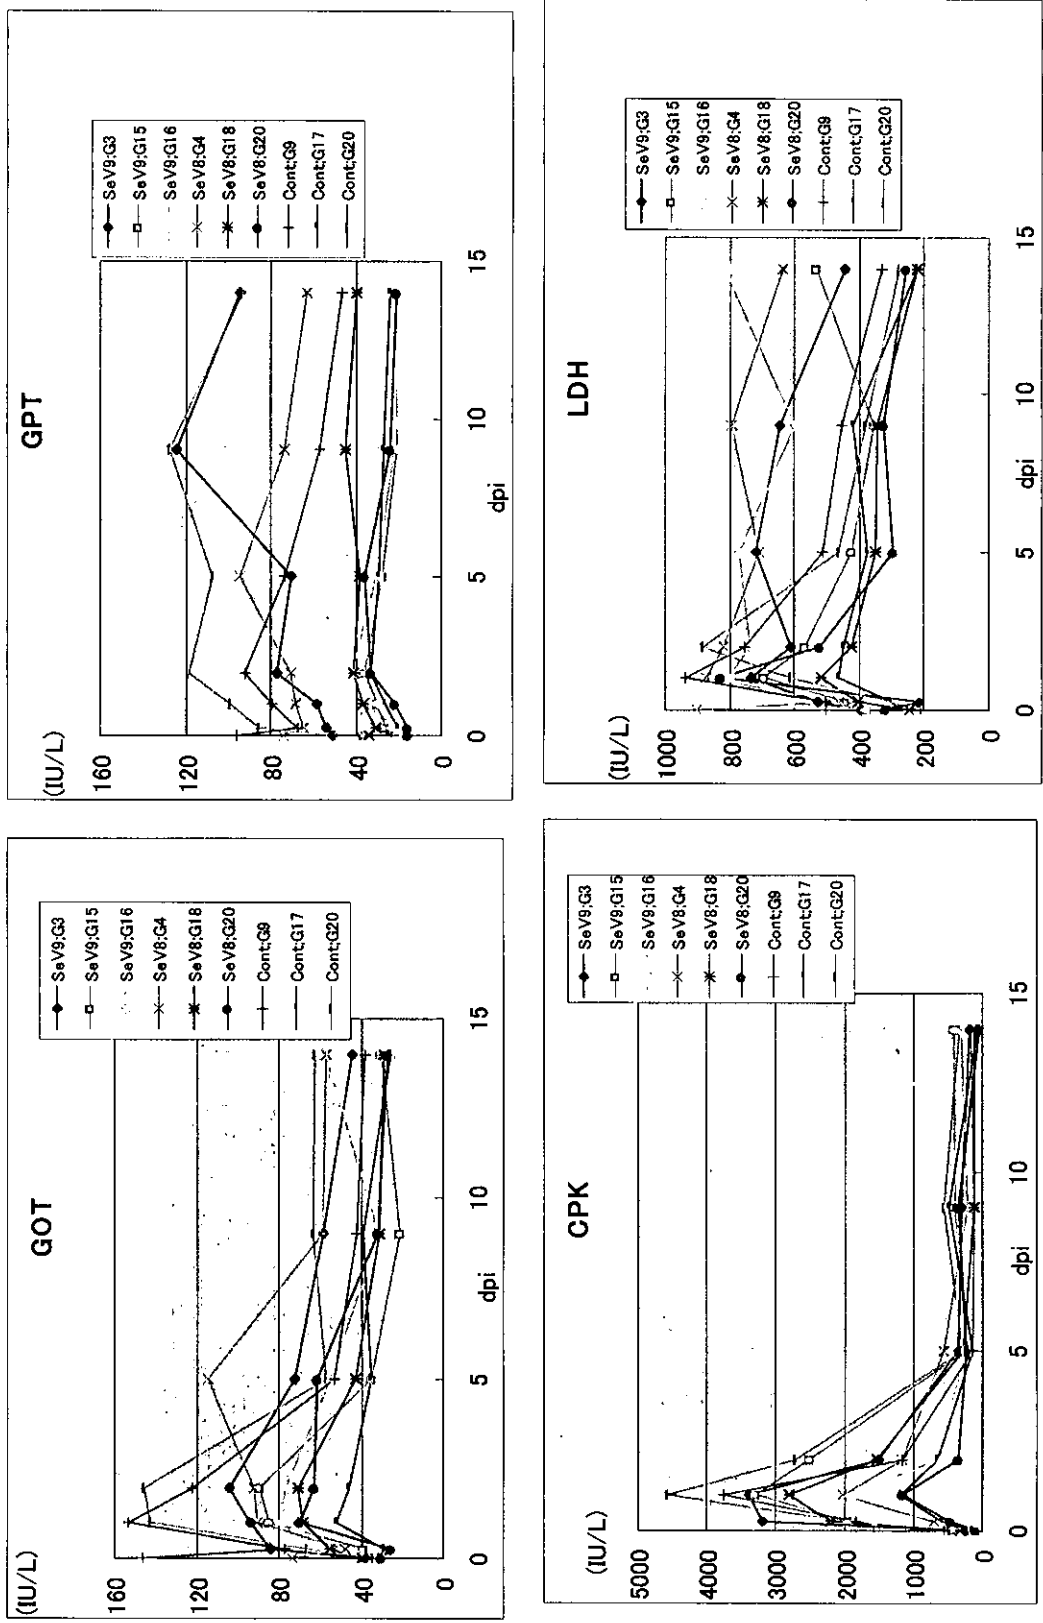 GOT
(IU/L)
160
120
80
40
0
0
5
10
15
dpi
SeV9;G3
SeV9;G15
SeV9;G16
SeV8;G4
SeV8;G18
SeV8;G20
Cont;G9
Cont;G17
Cont;G20
GPT
(IU/L)
160
120
80
40
0
0
5
10
15
dpi
SeV9;G3
SeV9;G15
SeV9;G16
SeV8;G4
SeV8;G18
SeV8;G20
Cont;G9
Cont;G17
Cont;G20
CPK
(IU/L)
5000
4000
3000
2000
1000
0
0
5
10
15
dpi
SeV9;G3
SeV9;G15
SeV9;G16
SeV8;G4
SeV8;G18
SeV8;G20
Cont;G9
Cont;G17
Cont;G20
LDH
(IU/L)
1000
800
600
400
200
0
0
5
10
15
dpi
SeV9;G3
SeV9;G15
SeV9;G16
SeV8;G4
SeV8;G18
SeV8;G20
Cont;G9
Cont;G17
Cont;G20